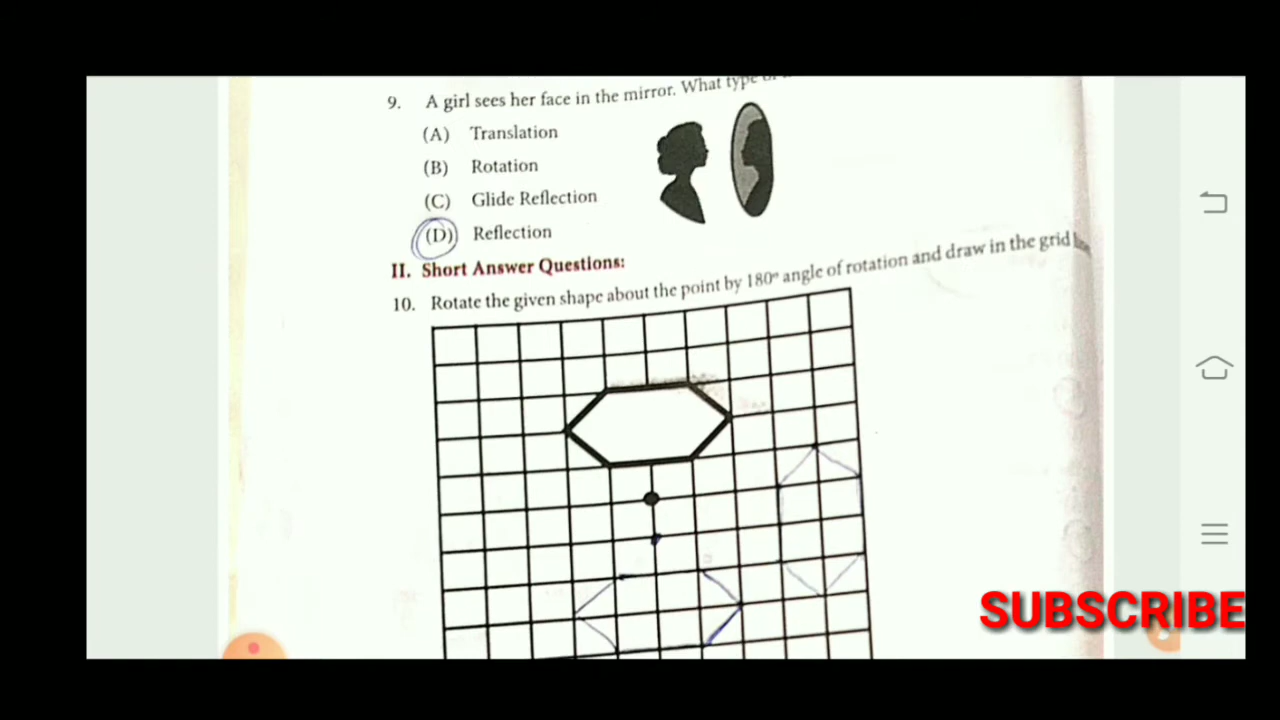 9. A girl sees her face in the mirror. What type
(A) Translation
(B) Rotation
(C) Glide Reflection
(D) Reflection
II. Short Answer Questions:
10. Rotate the given shape about the point by 180° angle of rotation and draw in the grid
SUBSCRIBE